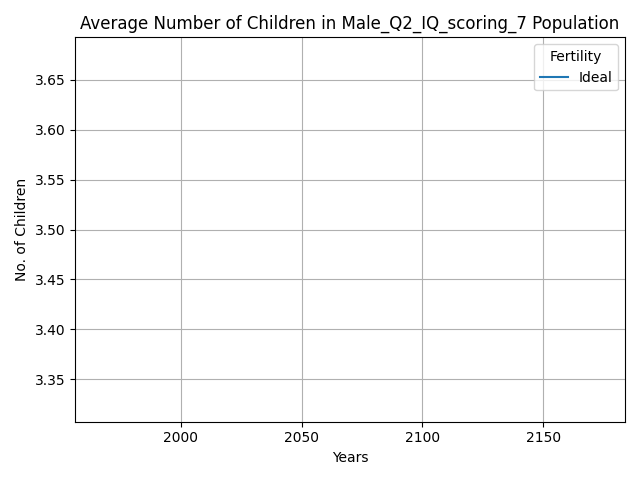 Average Number of Children in Male_Q2_IQ_scoring_7 Population
Fertility
Ideal
3.65
3.60
3.55
3.50
3.45
3.40
3.35
No. of Children
2000 2050 2100 2150
Years